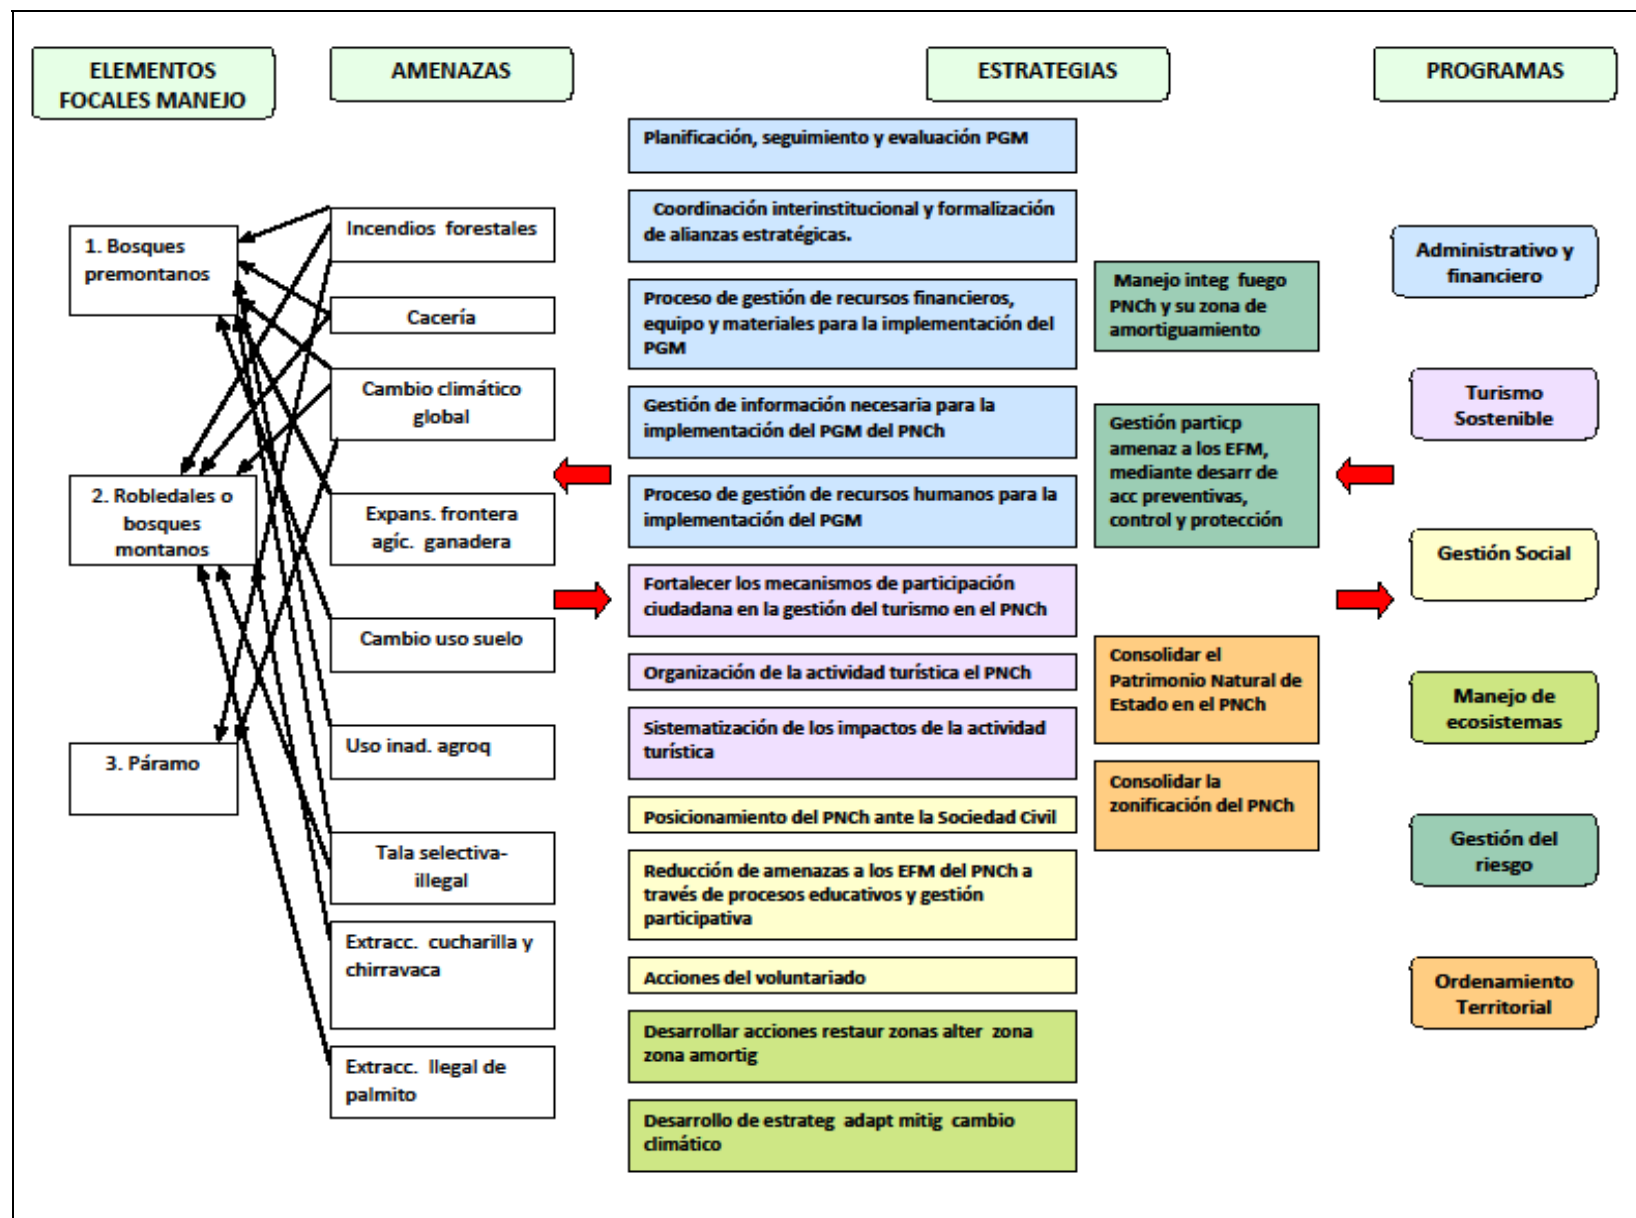 ELEMENTOS
FOCALES MANEJO
AMENAZAS
ESTRATEGIAS
PROGRAMAS
1. Bosques
premontanos
2. Robledales o
bosques
montanos
3. Páramo
Incendios forestales
Cacería
Cambio climático
global
Expans. frontera
agíc. ganadera
Cambio uso suelo
Uso inad. agroq
Tala selectiva-
illegal
Extracc. cucharilla y
chirravaca
Extracc. Ilegal de
palmito
Planificación, seguimiento y evaluación PGM
Coordinación interinstitucional y formalización
de alianzas estratégicas.
Proceso de gestión de recursos financieros,
equipo y materiales para la implementación del
PGM
Gestión de información necesaria para la
implementación del PGM del PNCh
Proceso de gestión de recursos humanos para la
implementación del PGM
Fortalecer los mecanismos de participación
ciudadana en la gestión del turismo en el PNCh
Organización de la actividad turística el PNCh
Sistematización de los impactos de la actividad
turística
Posicionamiento del PNCh ante la Sociedad Civil
Reducción de amenazas a los EFM del PNCh a
través de procesos educativos y gestión
participativa
Acciones del voluntariado
Desarrollar acciones restaur zonas alter zona
zona amortig
Desarrollo de estrateg adapt mitig cambio
climático
Manejo integ fuego
PNCh y su zona de
amortiguamiento
Gestión particp
amenaz a los EFM,
mediante desarr de
acc preventivas,
control y protección
Consolidar el
Patrimonio Natural de
Estado en el PNCh
Consolidar la
zonificación del PNCh
Administrativo y
financiero
Turismo
Sostenible
Gestión Social
Manejo de
ecosistemas
Gestión del
riesgo
Ordenamiento
Territorial